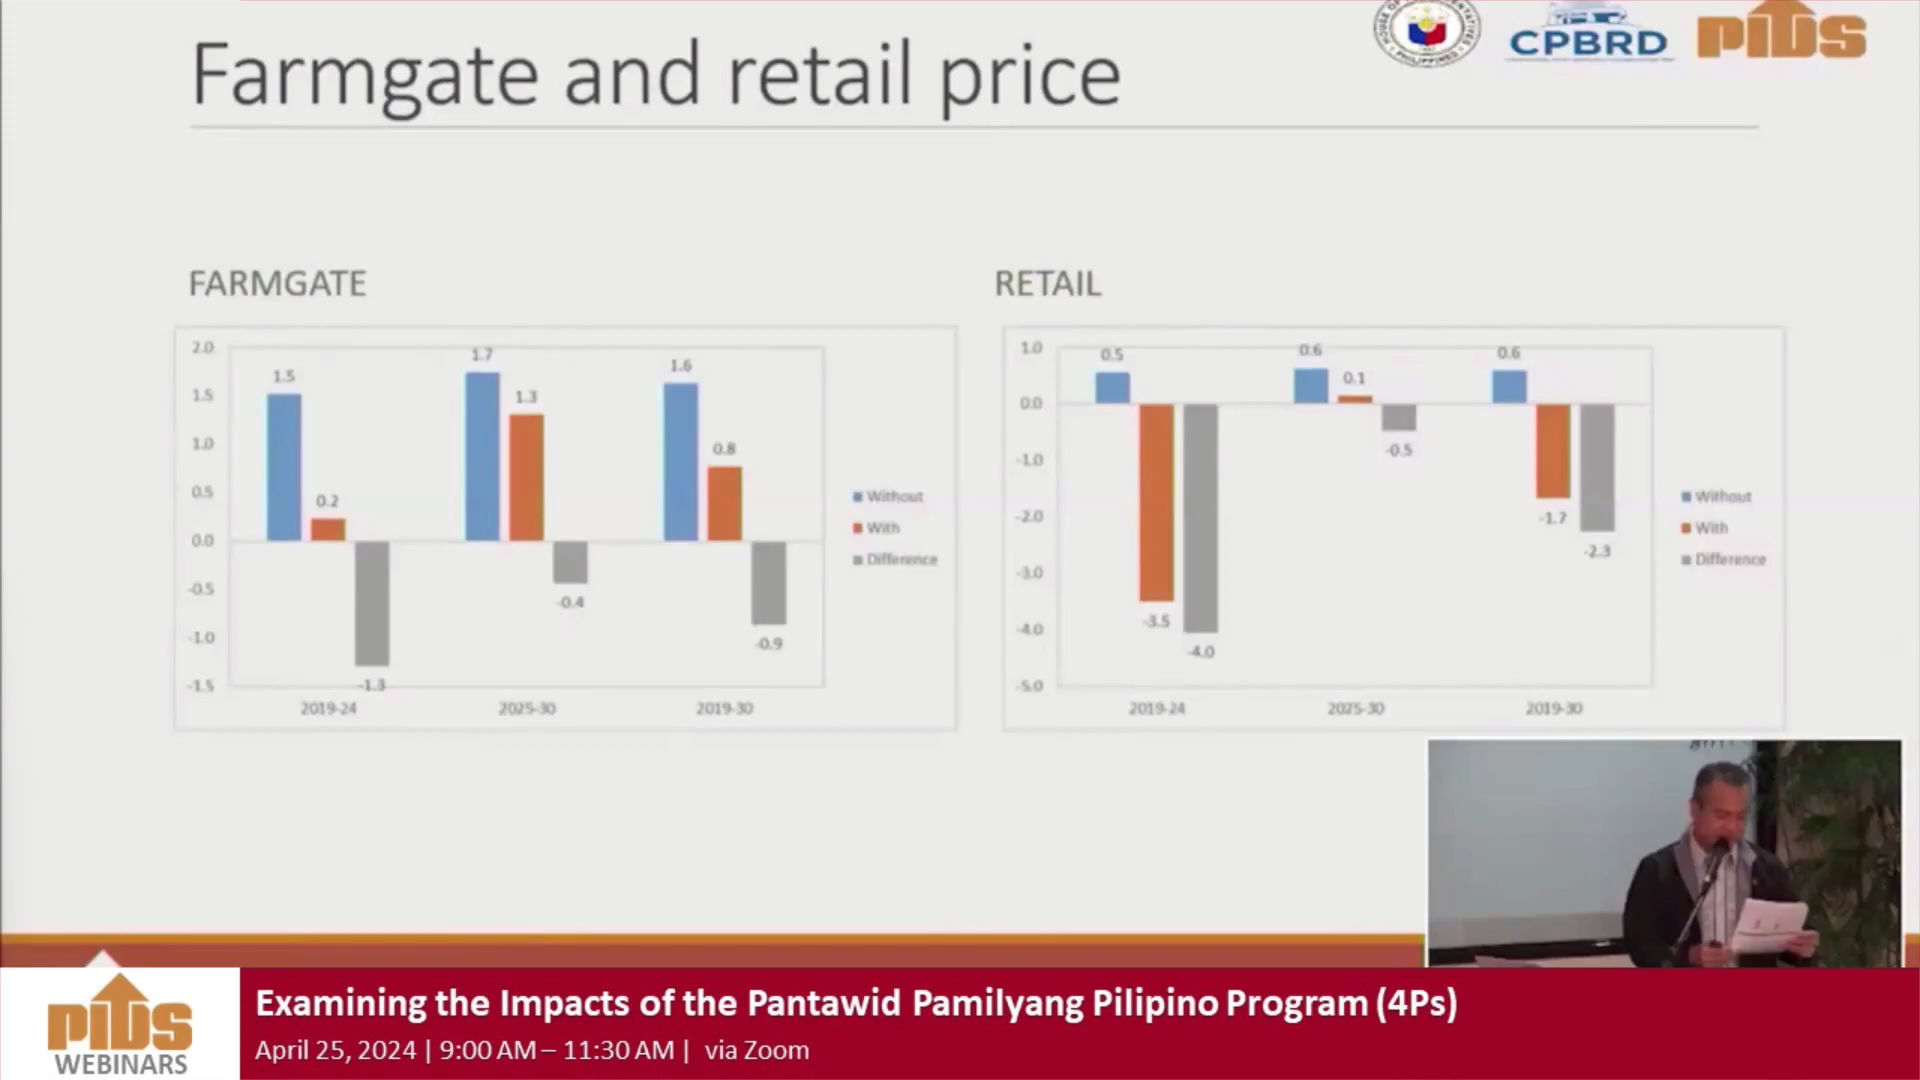 CPBRD
PIDS
Farmgate and retail price
FARMGATE
2.0
1.5
1.0
0.5
0.0
-0.5
-1.0
-1.5
1.5
0.2
-1.3
1.7
1.3
-0.4
1.6
0.8
-0.9
2019-24
2025-30
2019-30
Without
With
Difference
RETAIL
1.0
0.0
-1.0
-2.0
-3.0
-4.0
-5.0
0.5
-3.5
-4.0
0.6
0.1
-0.5
0.6
-1.7
-2.3
2019-24
2025-30
2019-30
Without
With
Difference
PIDS
WEBINARS
Examining the Impacts of the Pantawid Pamilyang Pilipino Program (4Ps)
April 25, 2024 | 9:00 AM – 11:30 AM | via Zoom